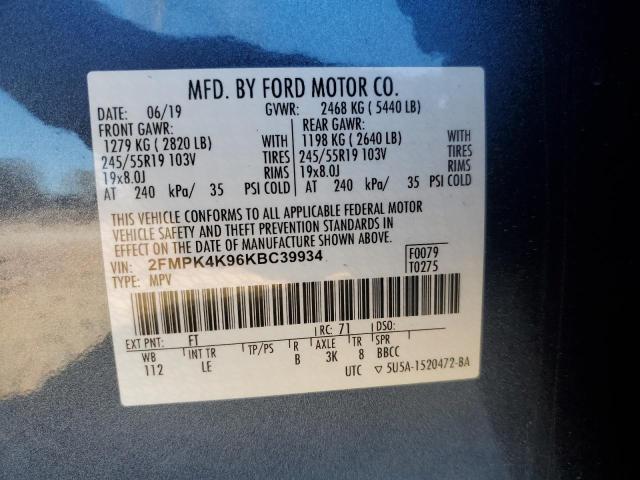 MFD. BY FORD MOTOR CO.
DATE: 06/19 GVWR: 2468 KG ( 5440 LB)
FRONT GAWR: REAR GAWR:
1279 KG ( 2820 LB) WITH 1198 KG ( 2640 LB) WITH
245/55R19 103V TIRES 245/55R19 103V TIRES
19x8.0J RIMS 19x8.0J RIMS
AT 240 kPa/ 35 PSI COLD AT 240 kPa/ 35 PSI COLD
THIS VEHICLE CONFORMS TO ALL APPLICABLE FEDERAL MOTOR
VEHICLE SAFETY AND THEFT PREVENTION STANDARDS IN
EFFECT ON THE DATE OF MANUFACTURE SHOWN ABOVE.
VIN: 2FMPK4K96KBC39934 F0079
TYPE: MPV T0275
EXT PNT: FT RC: 71 DSO:
WB INT TR TP/PS R AXLE TR SPR
112 LE B 3K 8 BBCC
UTC ▽ 5U5A-1520472-BA